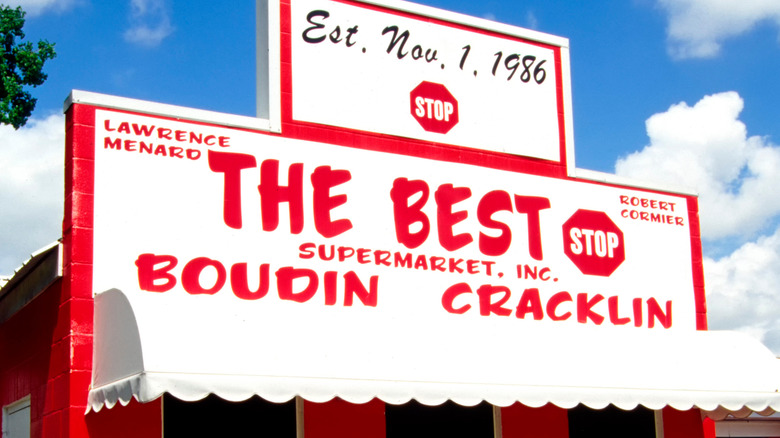 Est. Nov. 1, 1986
STOP
LAWRENCE
MENARD
THE BEST STOP
ROBERT
CORMIER
SUPERMARKET, INC.
BOUDIN CRACKLIN